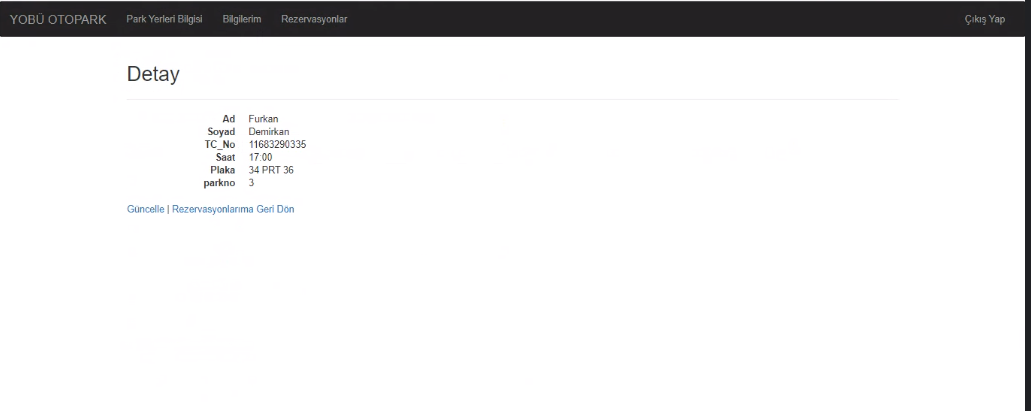 YOBÜ OTOPARK Park Yerleri Bilgisi Bilgilerim Rezervasyonlar Çıkış Yap
Detay
Ad Furkan
Soyad Demirkan
TC_No 11683290335
Saat 17:00
Plaka 34 PRT 36
parkno 3
Güncelle | Rezervasyonlarıma Geri Dön